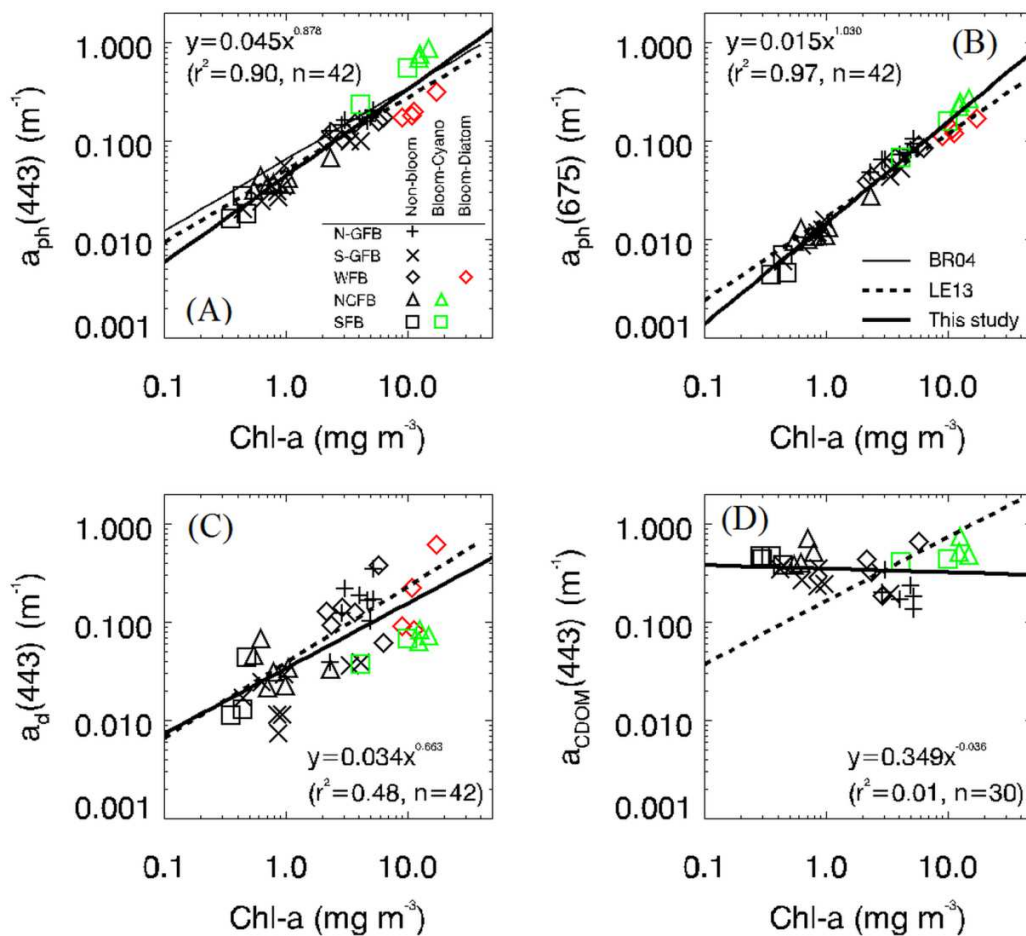 y=0.045x^0.878
(r²=0.90, n=42)
1.000
0.100
0.010
0.001
a_ph(443) (m⁻¹)
Non-bloom
Bloom-Cyano
Bloom-Diatom
N-GFB
S-GFB
WFB
NCFB
SFB
(A)
0.1 1.0 10.0
Chl-a (mg m⁻³)
y=0.015x^1.030
(r²=0.97, n=42)
(B)
1.000
0.100
0.010
0.001
a_ph(675) (m⁻¹)
BR04
LE13
This study
0.1 1.0 10.0
Chl-a (mg m⁻³)
(C)
1.000
0.100
0.010
0.001
a_d(443) (m⁻¹)
y=0.034x^0.663
(r²=0.48, n=42)
0.1 1.0 10.0
Chl-a (mg m⁻³)
(D)
1.000
0.100
0.010
0.001
a_CDOM(443) (m⁻¹)
y=0.349x^-0.036
(r²=0.01, n=30)
0.1 1.0 10.0
Chl-a (mg m⁻³)